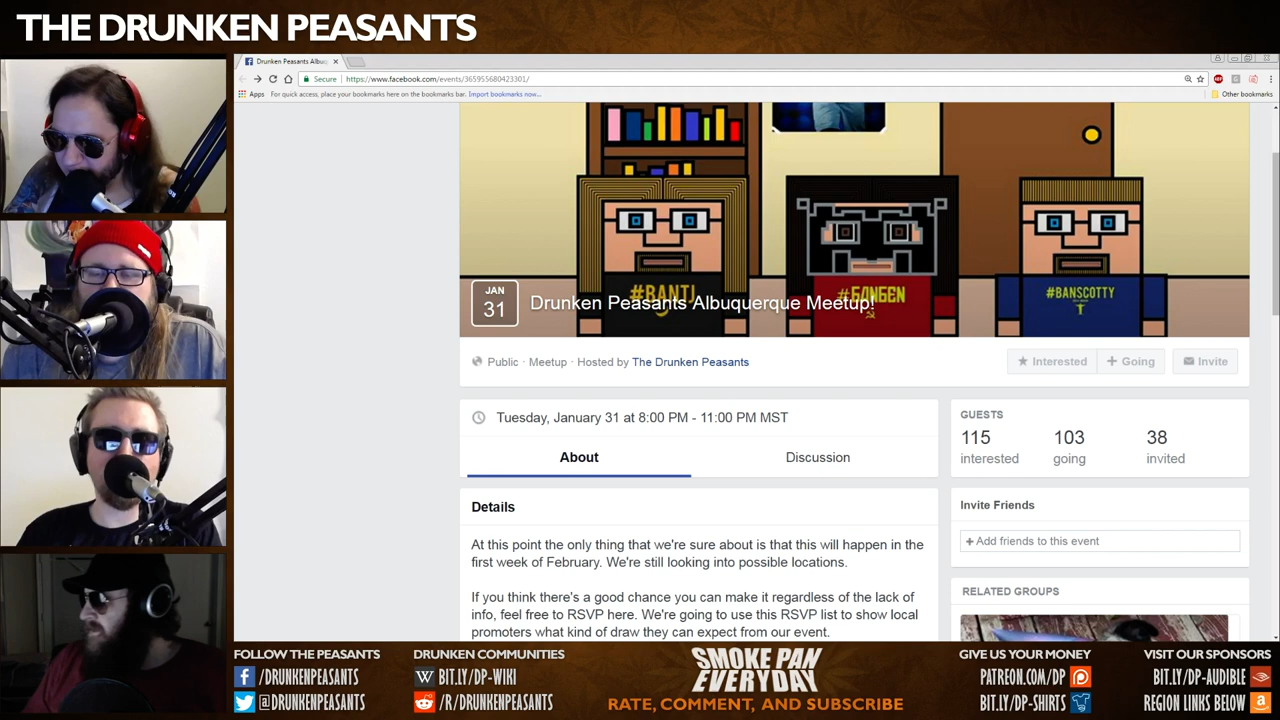 THE DRUNKEN PEASANTS
Drunken Peasants Albuq
Secure https://www.facebook.com/events/365955680423301/
Apps For quick access, place your bookmarks here on the bookmarks bar. Import bookmarks now... Other bookmarks
#BANTJ #БАНБЕН #BANSCOTTY
JAN
31
Drunken Peasants Albuquerque Meetup!
Public · Meetup · Hosted by The Drunken Peasants
Interested + Going Invite
Tuesday, January 31 at 8:00 PM - 11:00 PM MST
About Discussion
GUESTS
115 103 38
interested going invited
Details
At this point the only thing that we're sure about is that this will happen in the
first week of February. We're still looking into possible locations.
If you think there's a good chance you can make it regardless of the lack of
info, feel free to RSVP here. We're going to use this RSVP list to show local
promoters what kind of draw they can expect from our event.
Invite Friends
+ Add friends to this event
RELATED GROUPS
FOLLOW THE PEASANTS
/DRUNKENPEASANTS
@DRUNKENPEASANTS
DRUNKEN COMMUNITIES
BIT.LY/DP-WIKI
/R/DRUNKENPEASANTS
SMOKE PAN
EVERYDAY
RATE, COMMENT, AND SUBSCRIBE
GIVE US YOUR MONEY
PATREON.COM/DP
BIT.LY/DP-SHIRTS
VISIT OUR SPONSORS
BIT.LY/DP-AUDIBLE
REGION LINKS BELOW